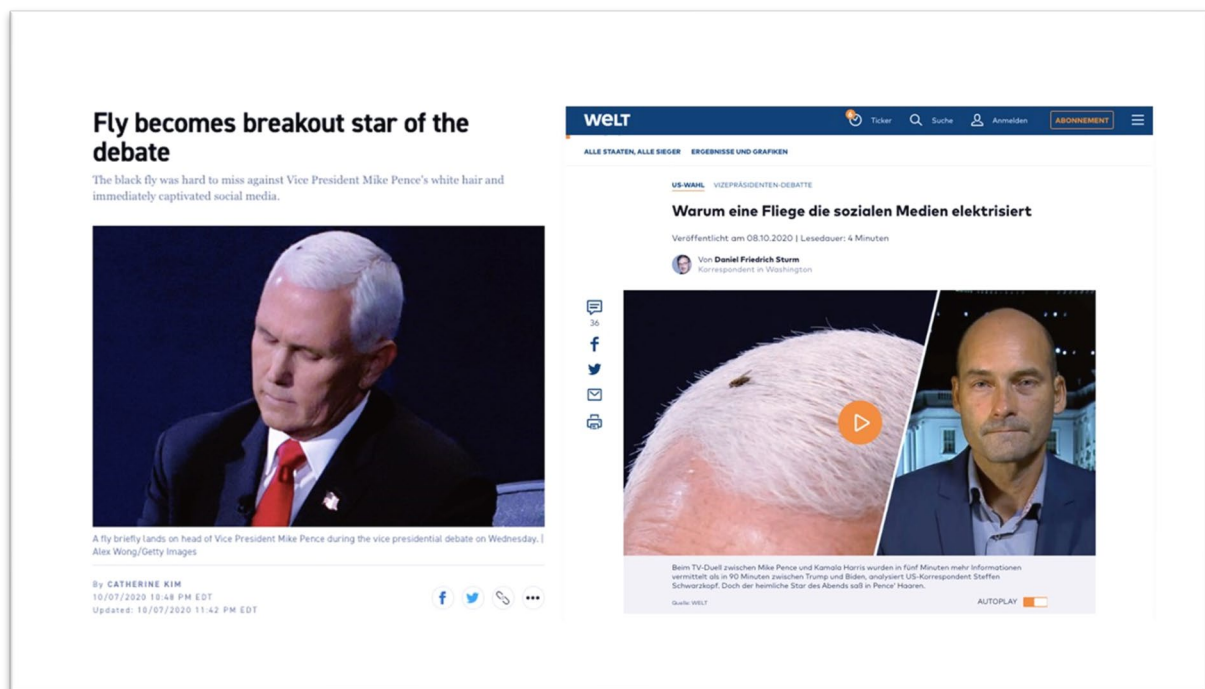 Fly becomes breakout star of the
debate
The black fly was hard to miss against Vice President Mike Pence's white hair and
immediately captivated social media.
A fly briefly lands on head of Vice President Mike Pence during the vice presidential debate on Wednesday. |
Alex Wong/Getty Images
By CATHERINE KIM
10/07/2020 10:48 PM EDT
Updated: 10/07/2020 11:42 PM EDT
WELT
Ticker
Suche
Anmelden
ABONNEMENT
ALLE STAATEN, ALLE SIEGER ERGEBNISSE UND GRAFIKEN
US-WAHL VIZEPRÄSIDENTEN-DEBATTE
Warum eine Fliege die sozialen Medien elektrisiert
Veröffentlicht am 08.10.2020 | Lesedauer: 4 Minuten
Von Daniel Friedrich Sturm
Korrespondent in Washington
36
Beim TV-Duell zwischen Mike Pence und Kamala Harris wurden in fünf Minuten mehr Informationen
vermittelt als in 90 Minuten zwischen Trump und Biden, analysiert US-Korrespondent Steffen
Schwarzkopf. Doch der heimliche Star des Abends saß in Pence' Haaren.
Quelle: WELT
AUTOPLAY